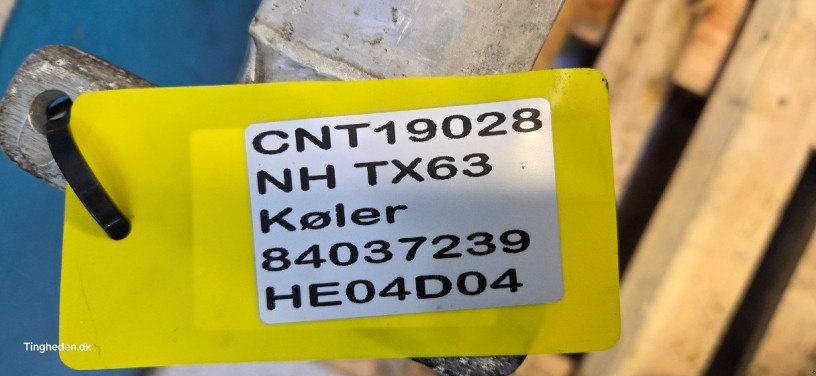 CNT19028
NH TX63
Køler
84037239
HE04D04
Tingheden.dk